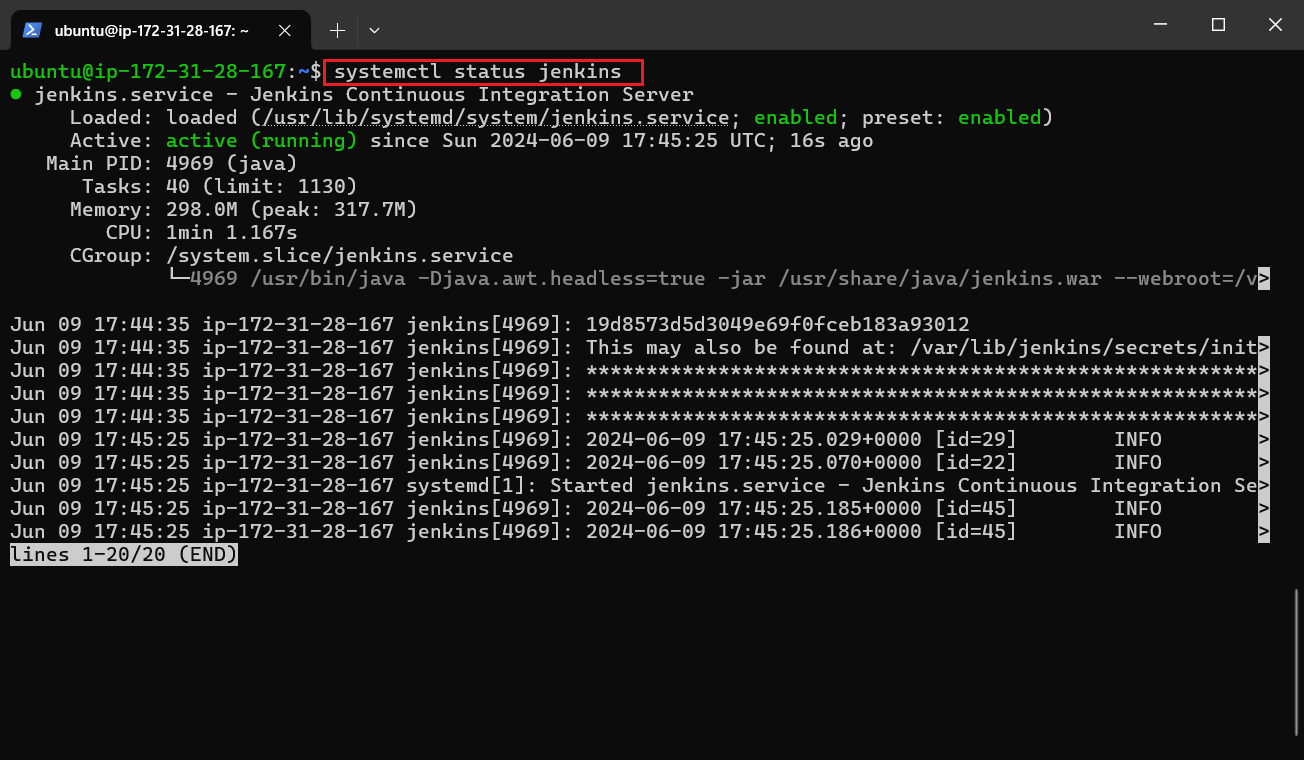 ubuntu@ip-172-31-28-167: ~
ubuntu@ip-172-31-28-167:~$ systemctl status jenkins
● jenkins.service - Jenkins Continuous Integration Server
     Loaded: loaded (/usr/lib/systemd/system/jenkins.service; enabled; preset: enabled)
     Active: active (running) since Sun 2024-06-09 17:45:25 UTC; 16s ago
   Main PID: 4969 (java)
      Tasks: 40 (limit: 1130)
     Memory: 298.0M (peak: 317.7M)
        CPU: 1min 1.167s
     CGroup: /system.slice/jenkins.service
             └─4969 /usr/bin/java -Djava.awt.headless=true -jar /usr/share/java/jenkins.war --webroot=/v>
Jun 09 17:44:35 ip-172-31-28-167 jenkins[4969]: 19d8573d5d3049e69f0fceb183a93012
Jun 09 17:44:35 ip-172-31-28-167 jenkins[4969]: This may also be found at: /var/lib/jenkins/secrets/init>
Jun 09 17:44:35 ip-172-31-28-167 jenkins[4969]: ********************************************************>
Jun 09 17:44:35 ip-172-31-28-167 jenkins[4969]: ********************************************************>
Jun 09 17:44:35 ip-172-31-28-167 jenkins[4969]: ********************************************************>
Jun 09 17:45:25 ip-172-31-28-167 jenkins[4969]: 2024-06-09 17:45:25.029+0000 [id=29]        INFO        >
Jun 09 17:45:25 ip-172-31-28-167 jenkins[4969]: 2024-06-09 17:45:25.070+0000 [id=22]        INFO        >
Jun 09 17:45:25 ip-172-31-28-167 systemd[1]: Started jenkins.service - Jenkins Continuous Integration Se>
Jun 09 17:45:25 ip-172-31-28-167 jenkins[4969]: 2024-06-09 17:45:25.185+0000 [id=45]        INFO        >
Jun 09 17:45:25 ip-172-31-28-167 jenkins[4969]: 2024-06-09 17:45:25.186+0000 [id=45]        INFO        >
lines 1-20/20 (END)